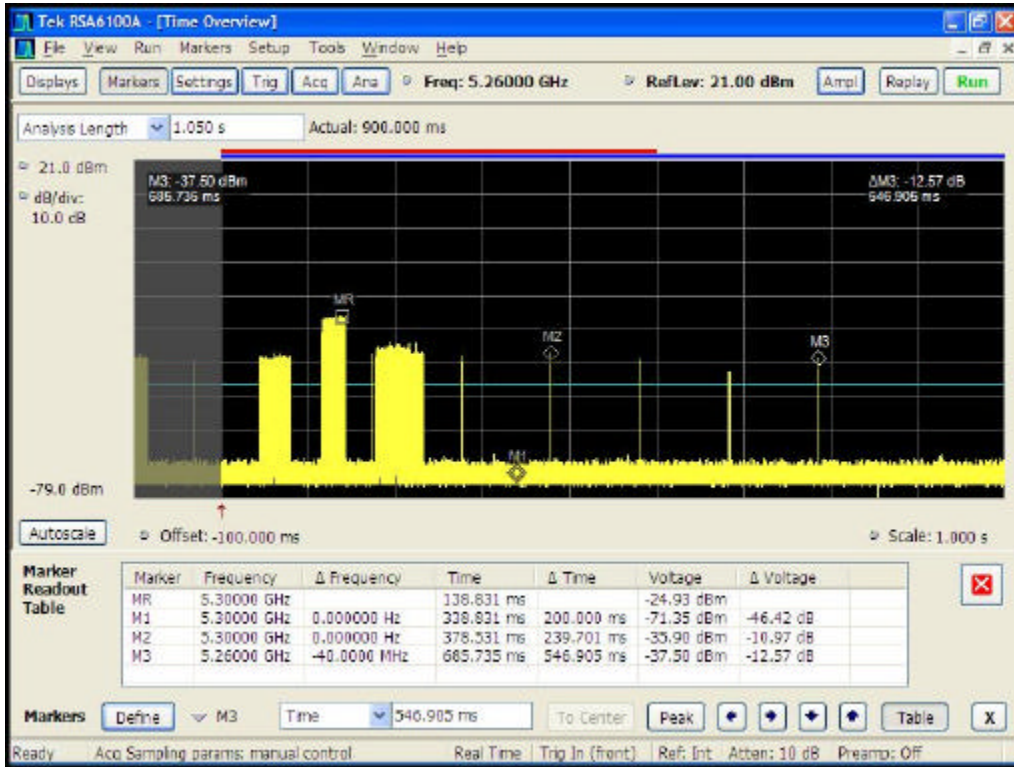 Tek RSA6100A - [Time Overview]
File View Run Markers Setup Tools Window Help
Displays Markers Settings Trig Acq Ana Freq: 5.26000 GHz RefLev: 21.00 dBm Ampl Replay Run
Analysis Length 1.050 s Actual: 900.000 ms
21.0 dBm
dB/div:
10.0 dB
M3: -37.50 dBm
685.736 ms
ΔM3: -12.57 dB
546.905 ms
MR
M2
M3
M1
-79.0 dBm
Autoscale Offset: -100.000 ms Scale: 1.000 s
Marker Readout Table
Marker Frequency Δ Frequency Time Δ Time Voltage Δ Voltage
MR 5.30000 GHz 138.831 ms -24.93 dBm
M1 5.30000 GHz 0.000000 Hz 338.831 ms 200.000 ms -71.35 dBm -46.42 dB
M2 5.30000 GHz 0.000000 Hz 378.531 ms 239.701 ms -35.90 dBm -10.97 dB
M3 5.26000 GHz -40.0000 MHz 685.735 ms 546.905 ms -37.50 dBm -12.57 dB
Markers Define M3 Time 546.905 ms To Center Peak Table X
Ready Acq Sampling params: manual control Real Time Trig In (front) Ref: Int Atten: 10 dB Preamp: Off